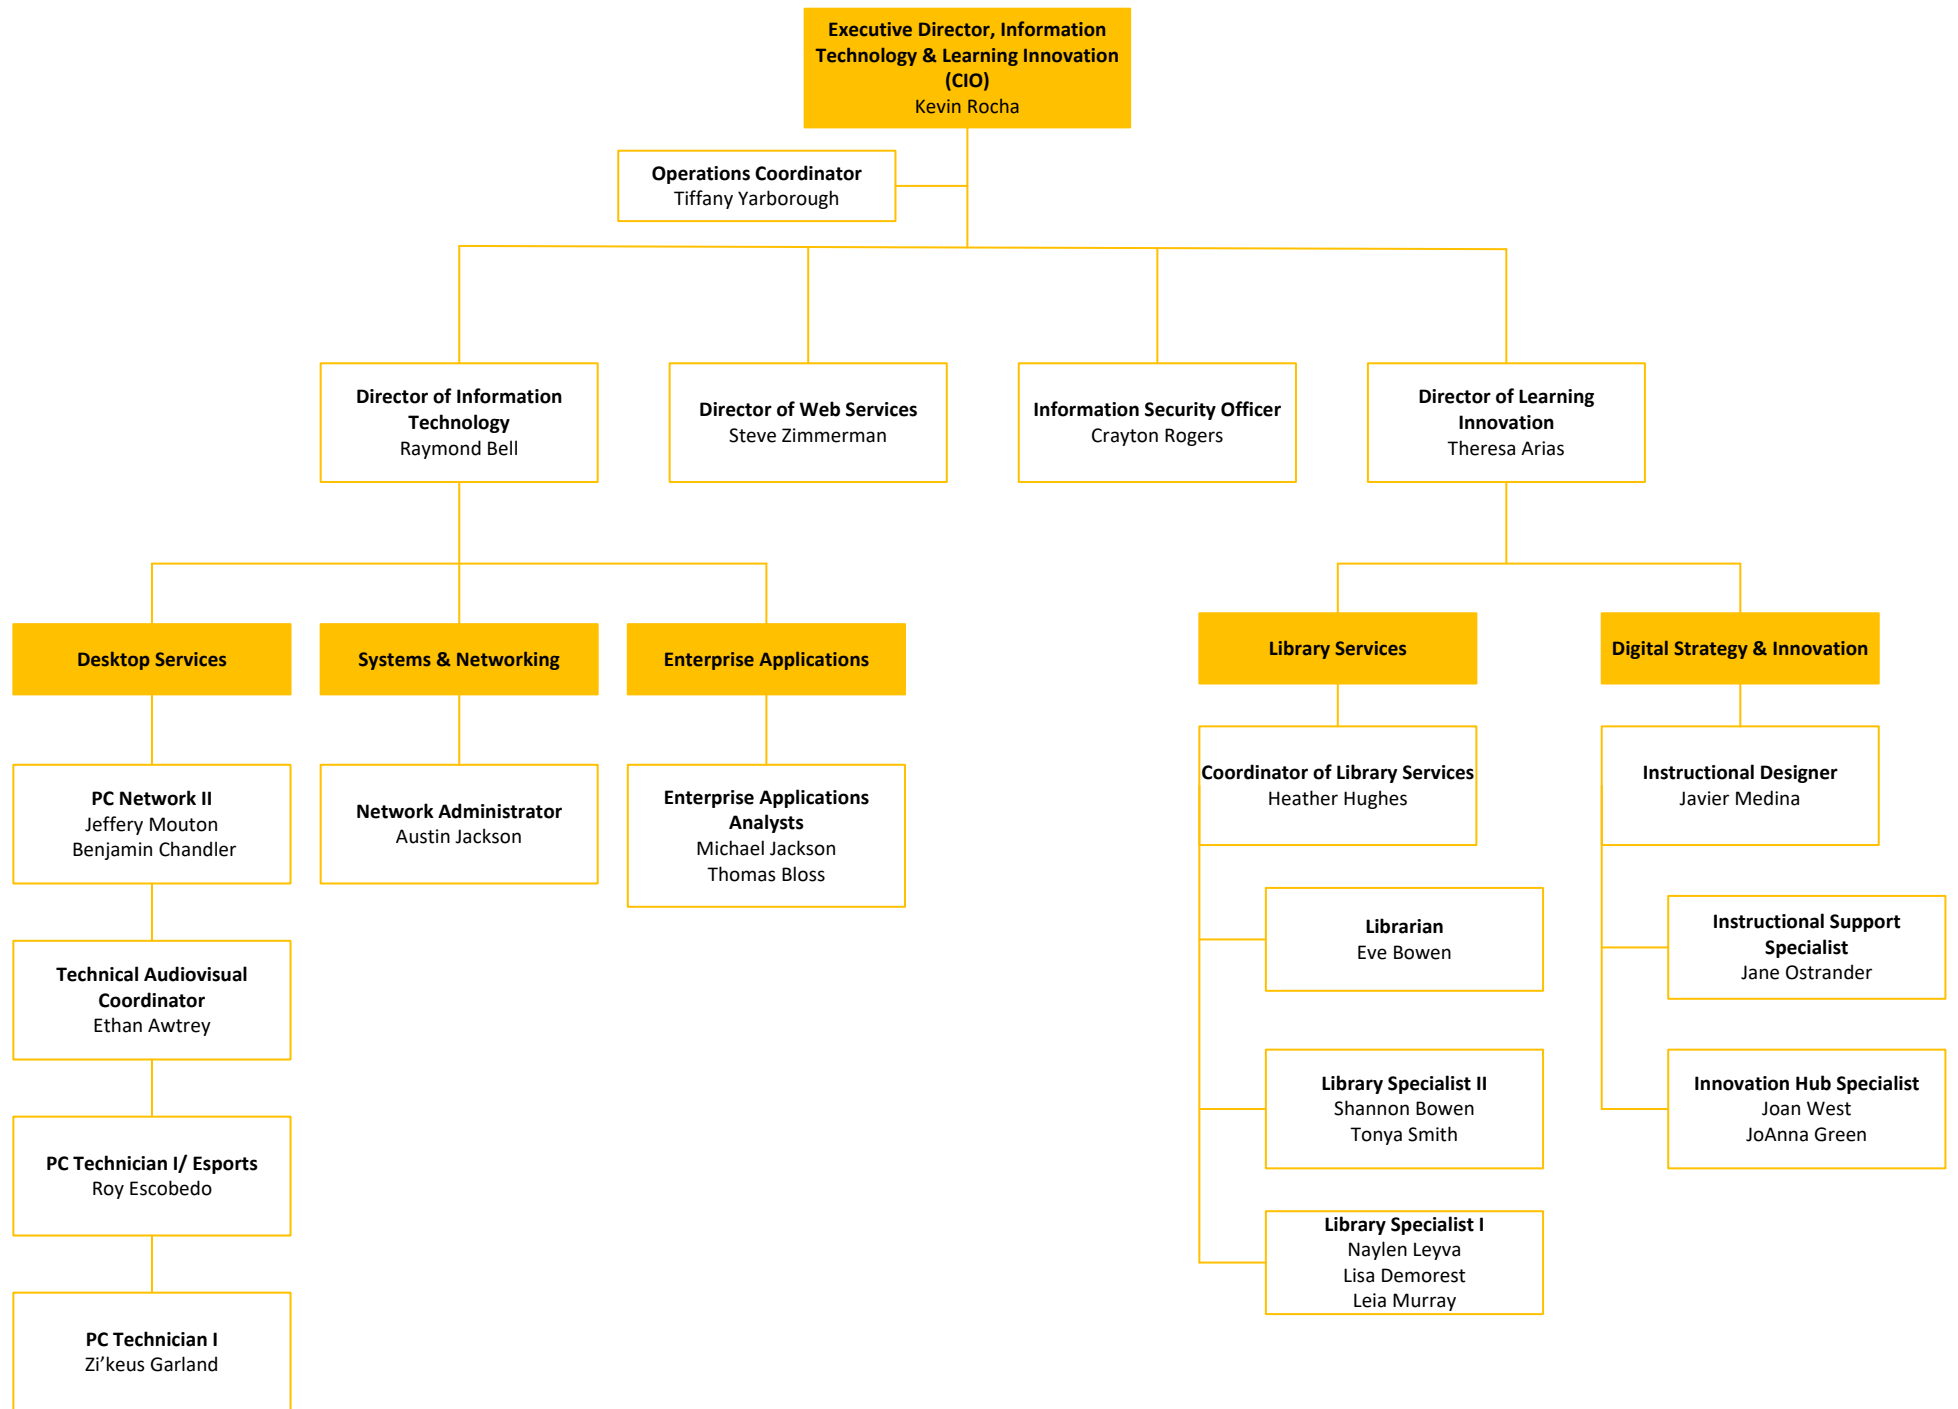 Executive Director, Information
Technology & Learning Innovation
(CIO)
Kevin Rocha
Operations Coordinator
Tiffany Yarborough
Director of Information
Technology
Raymond Bell
Director of Web Services
Steve Zimmerman
Information Security Officer
Crayton Rogers
Director of Learning
Innovation
Theresa Arias
Desktop Services
Systems & Networking
Enterprise Applications
Library Services
Digital Strategy & Innovation
PC Network II
Jeffery Mouton
Benjamin Chandler
Network Administrator
Austin Jackson
Enterprise Applications
Analysts
Michael Jackson
Thomas Bloss
Coordinator of Library Services
Heather Hughes
Instructional Designer
Javier Medina
Librarian
Eve Bowen
Instructional Support
Specialist
Jane Ostrander
Technical Audiovisual
Coordinator
Ethan Awtrey
Library Specialist II
Shannon Bowen
Tonya Smith
Innovation Hub Specialist
Joan West
JoAnna Green
PC Technician I/ Esports
Roy Escobedo
Library Specialist I
Naylen Leyva
Lisa Demorest
Leia Murray
PC Technician I
Zi’keus Garland